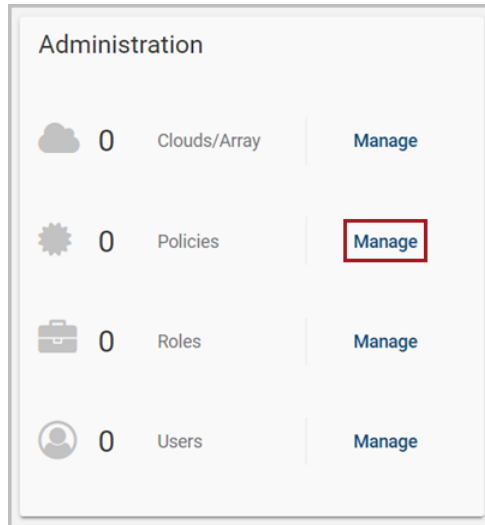 Administration
0 Clouds/Array Manage
0 Policies Manage
0 Roles Manage
0 Users Manage